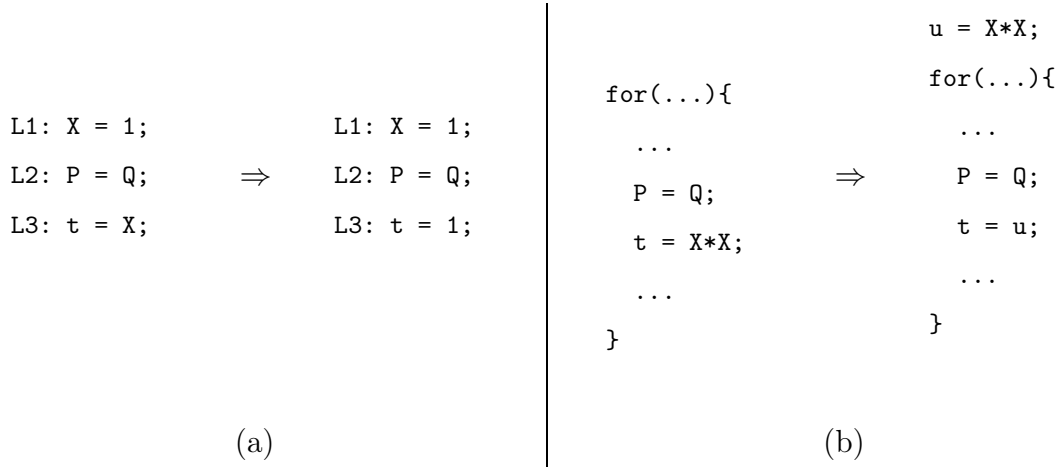 L1: X = 1;
L2: P = Q;
L3: t = X;
⇒
L1: X = 1;
L2: P = Q;
L3: t = 1;
(a)
for(...){
...
P = Q;
t = X*X;
...
}
⇒
u = X*X;
for(...){
...
P = Q;
t = u;
...
}
(b)